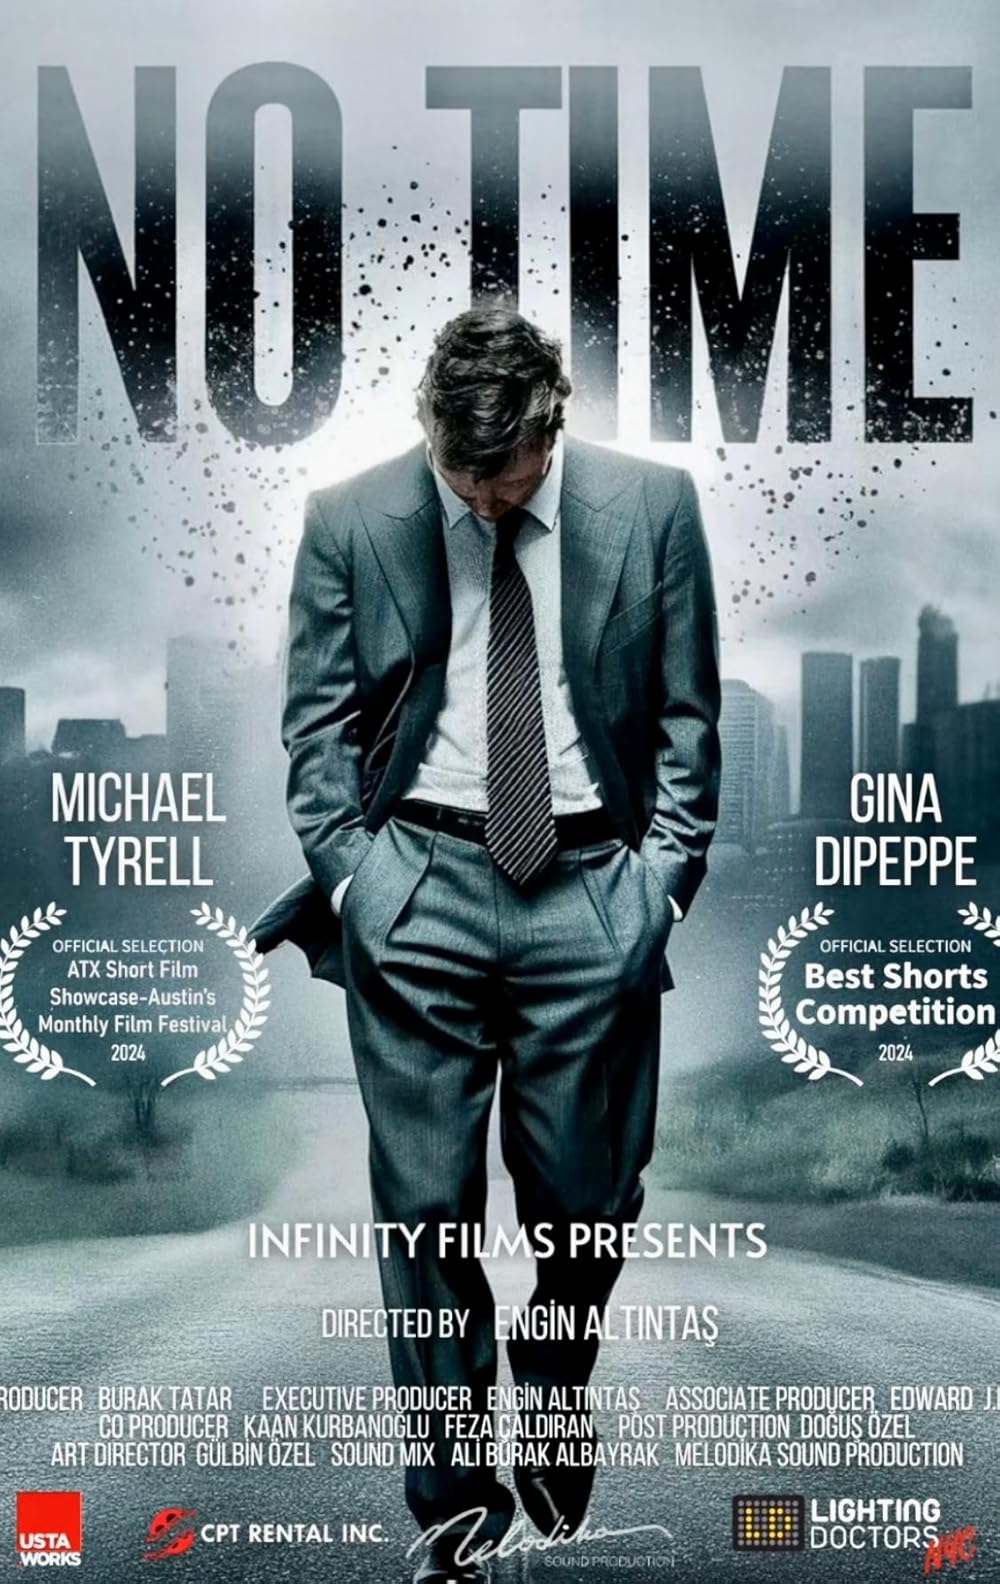 NO TIME
MICHAEL
TYRELL
GINA
DIPEPPE
OFFICIAL SELECTION
ATX Short Film
Showcase-Austin's
Monthly Film Festival
2024
OFFICIAL SELECTION
Best Shorts
Competition
2024
INFINITY FILMS PRESENTS
DIRECTED BY ENGİN ALTINTAŞ
RODUCER BURAK TATAR EXECUTIVE PRODUCER ENGİN ALTINTAŞ ASSOCIATE PRODUCER EDWARD J.
CO PRODUCER KAAN KURBANOĞLU FEZA ÇALDIRAN POST PRODUCTION DOĞUŞ ÖZEL
ART DIRECTOR GÜLBİN ÖZEL SOUND MIX ALİ BURAK ALBAYRAK MELODİKA SOUND PRODUCTION
USTA
WORKS
CPT RENTAL INC.
Melodika
SOUND PRODUCTION
LD
LIGHTING
DOCTORS
NYC